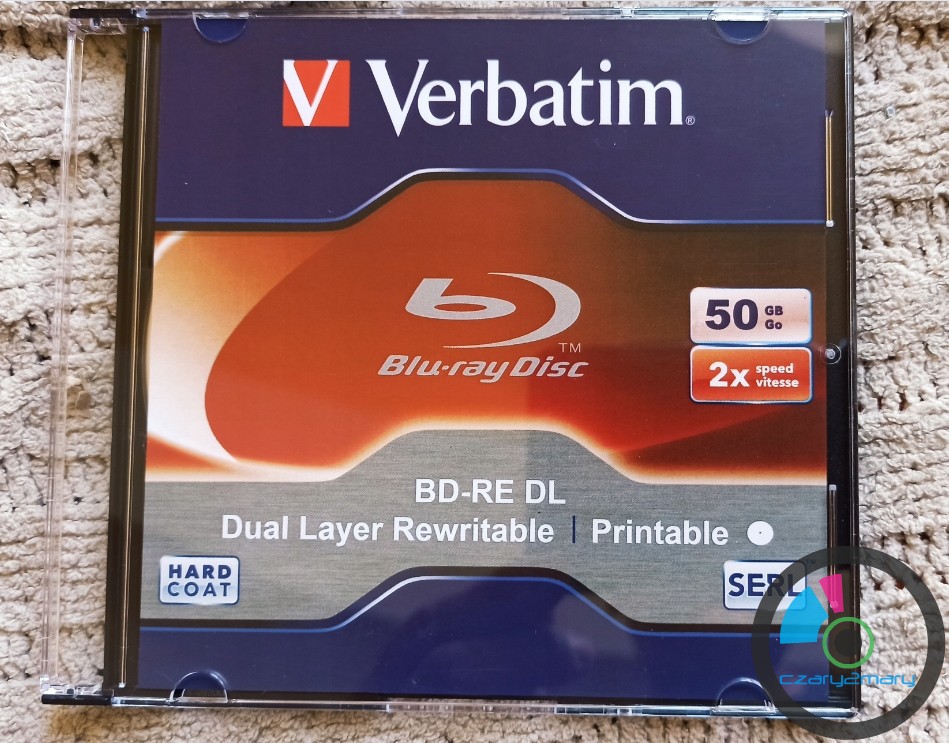 V Verbatim®
Blu-ray Disc™
50 GB
Go
2x speed
vitesse
BD-RE DL
Dual Layer Rewritable | Printable
HARD
COAT
SERL
czary2mary